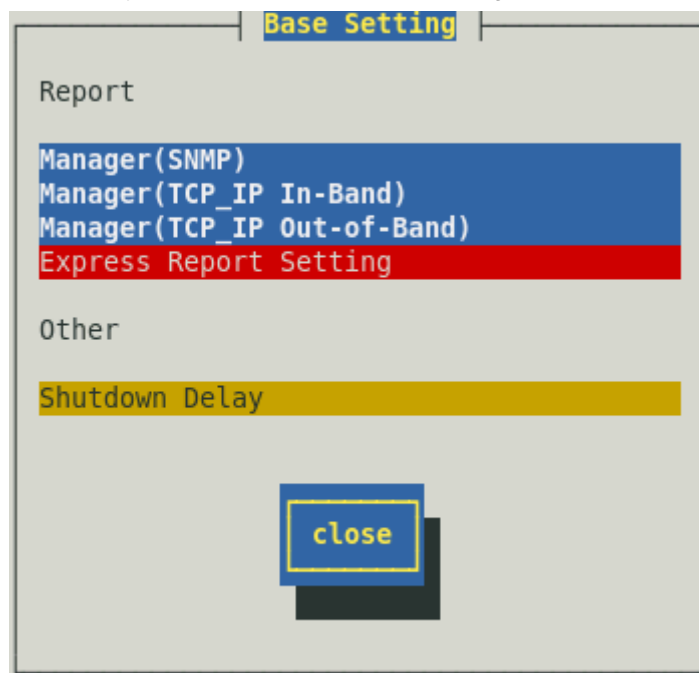 Base Setting
Report
Manager(SNMP)
Manager(TCP_IP In-Band)
Manager(TCP_IP Out-of-Band)
Express Report Setting
Other
Shutdown Delay
close